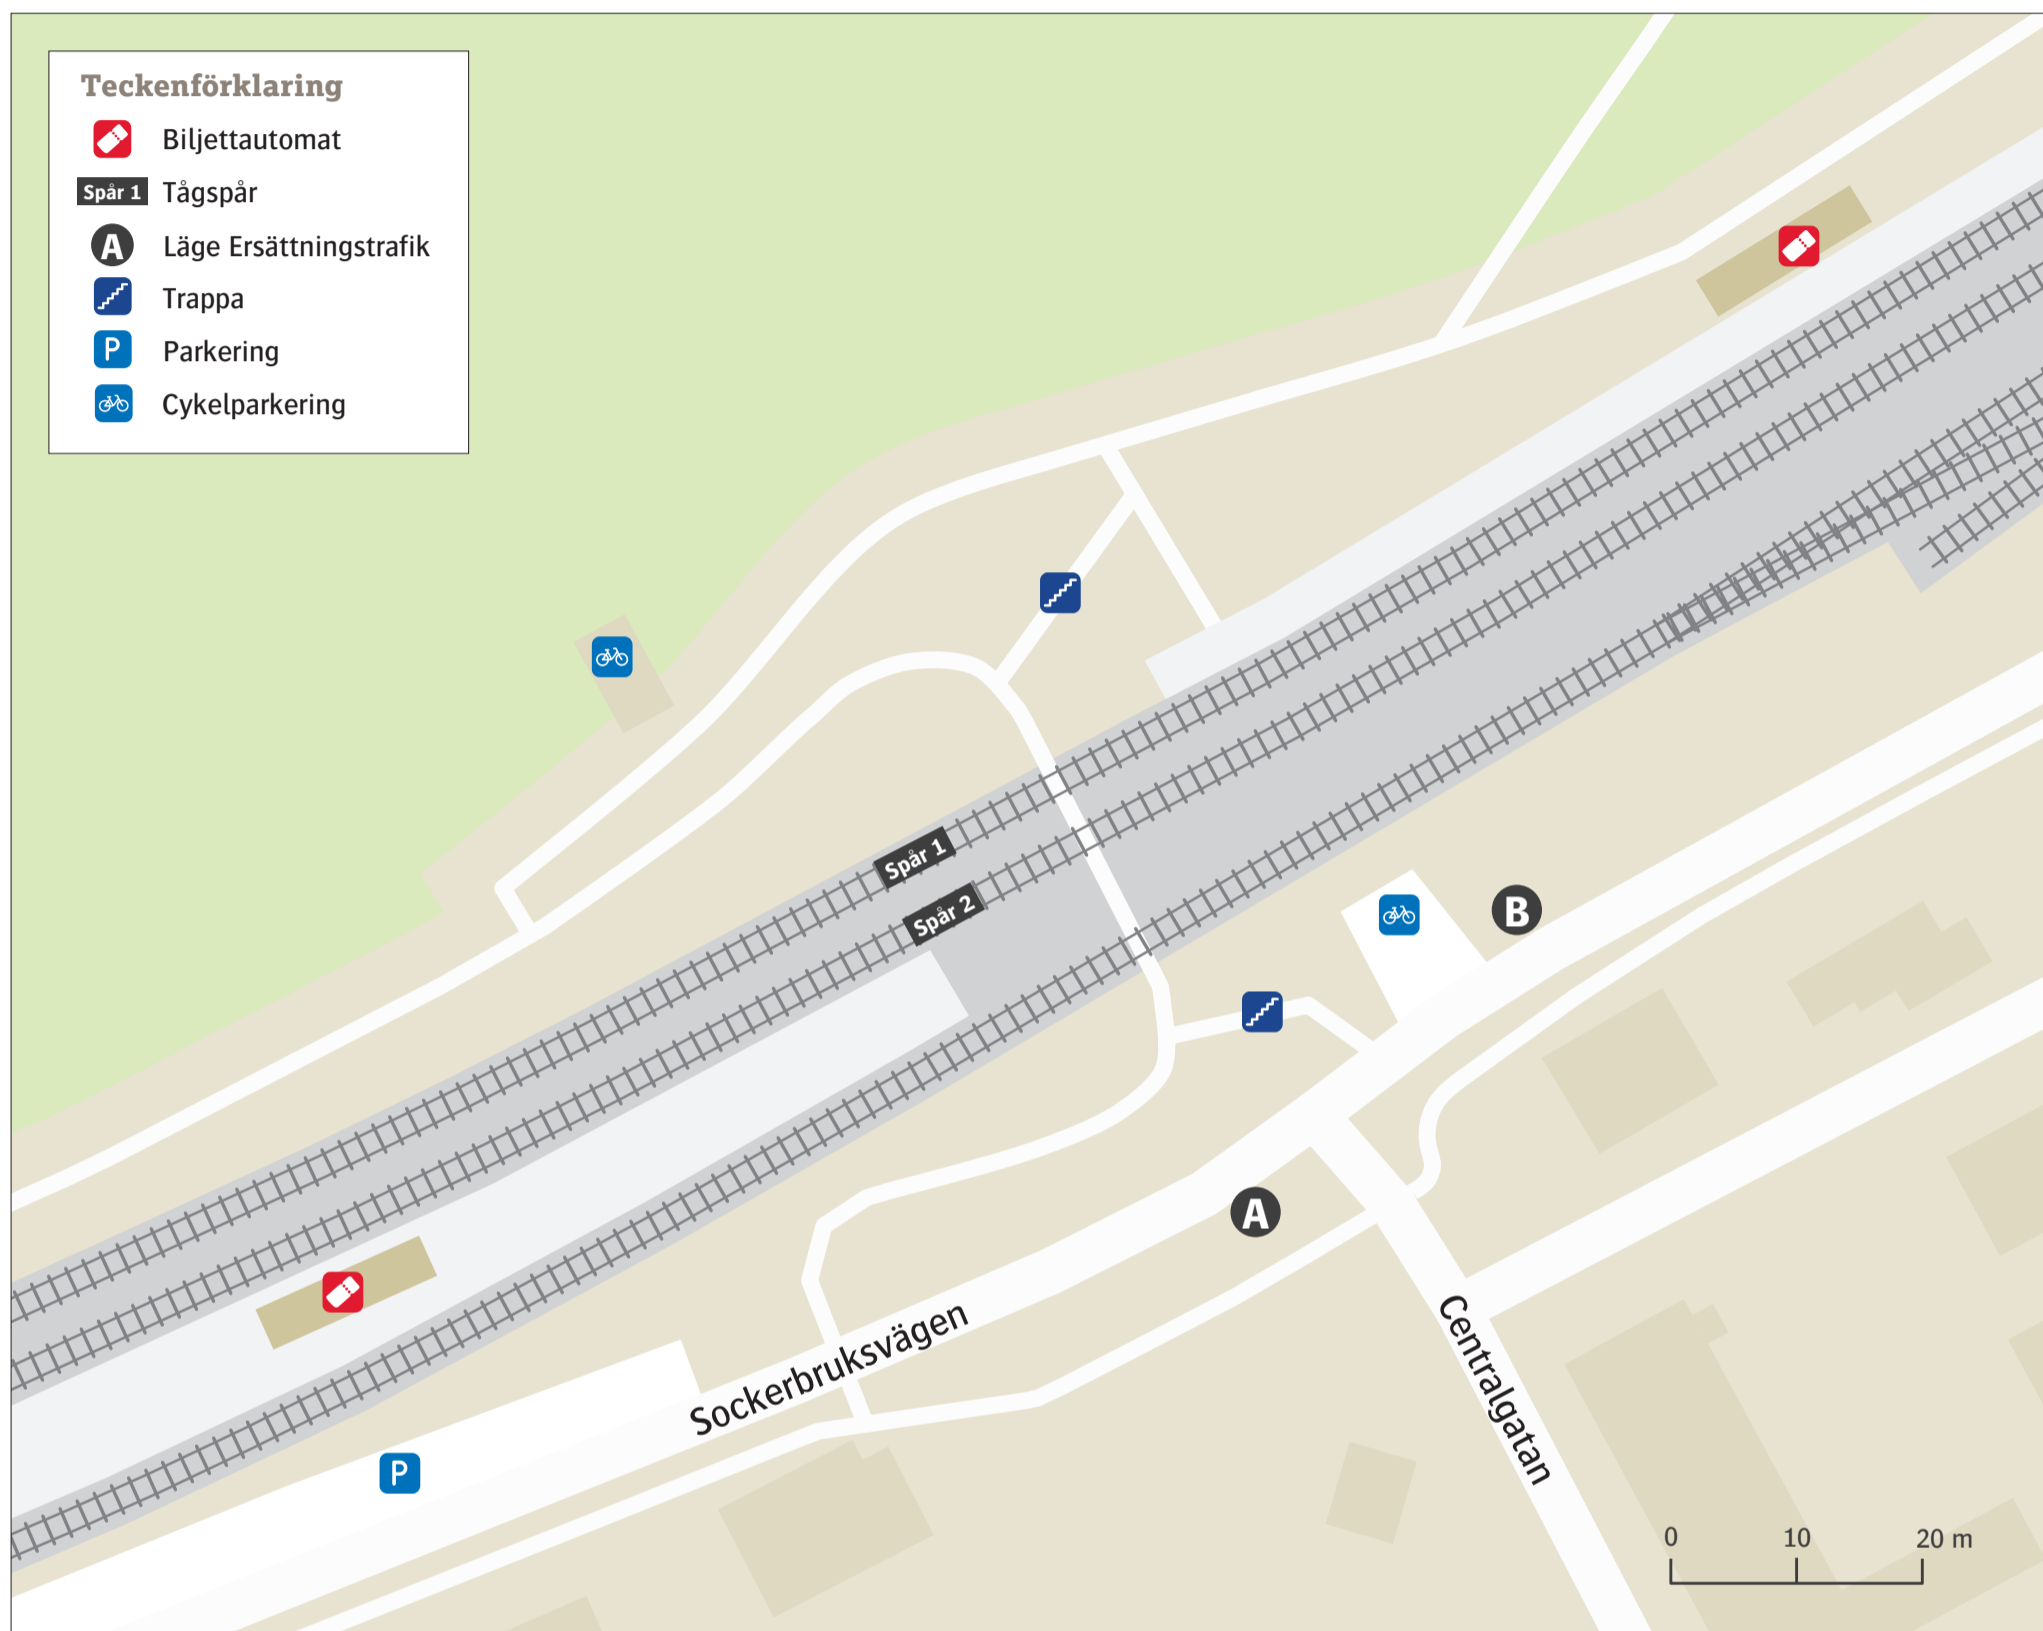 Teckenförklaring
Biljettautomat
Spår 1 Tågspår
A Läge Ersättningstrafik
Trappa
P Parkering
Cykelparkering
Spår 1
Spår 2
B
A
Sockerbruksvägen
Centralgatan
P
0 10 20 m